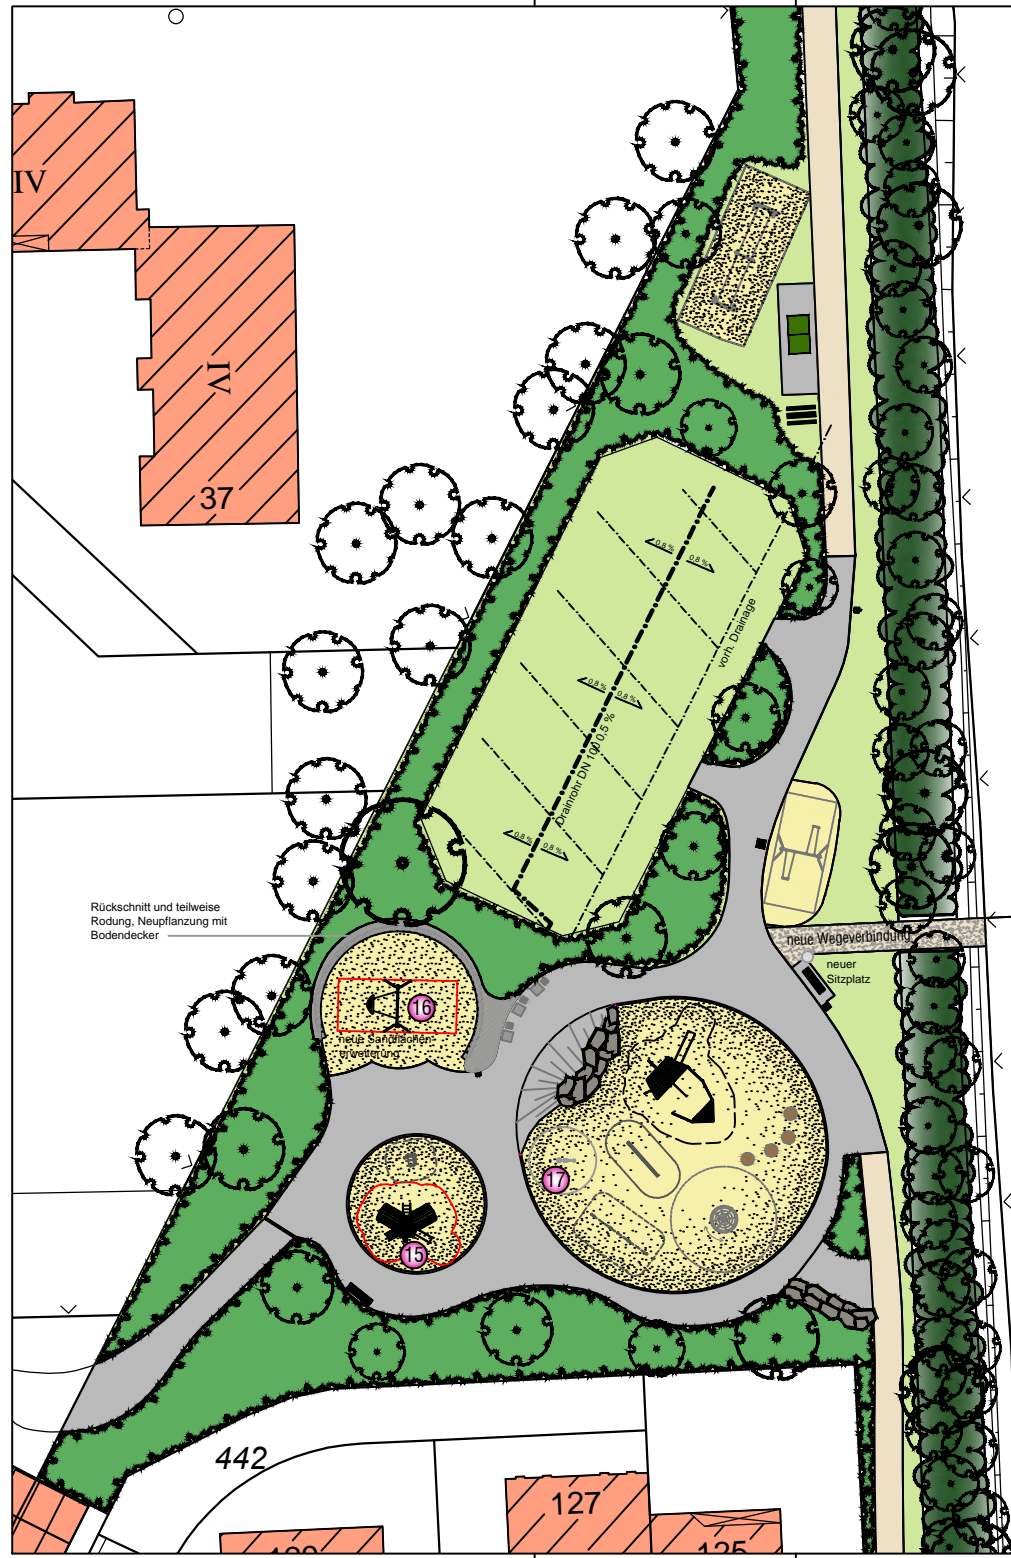 IV
IV
37
0,8 %
0,8 %
vorh. Drainage
0,8 %
0,8 %
Drainrohr DN 100 0,5 %
0,8 %
0,8 %
Rückschnitt und teilweise
Rodung, Neupflanzung mit
Bodendecker
neue Wegeverbindung
neuer
Sitzplatz
16
neue Sandflächen-
erweiterung
17
15
442
127
125